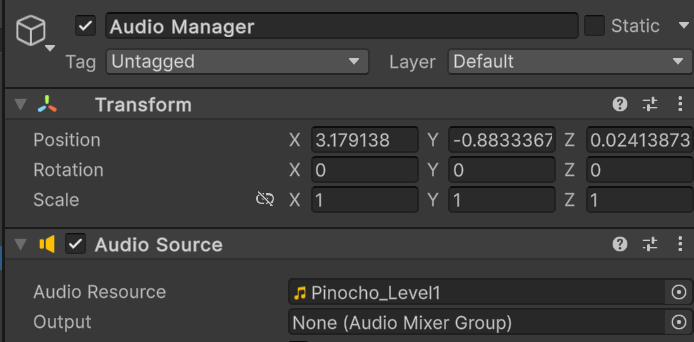 Audio Manager Static
Tag Untagged Layer Default
Transform
Position X 3.179138 Y -0.8833367 Z 0.02413873
Rotation X 0 Y 0 Z 0
Scale X 1 Y 1 Z 1
Audio Source
Audio Resource Pinocho_Level1
Output None (Audio Mixer Group)